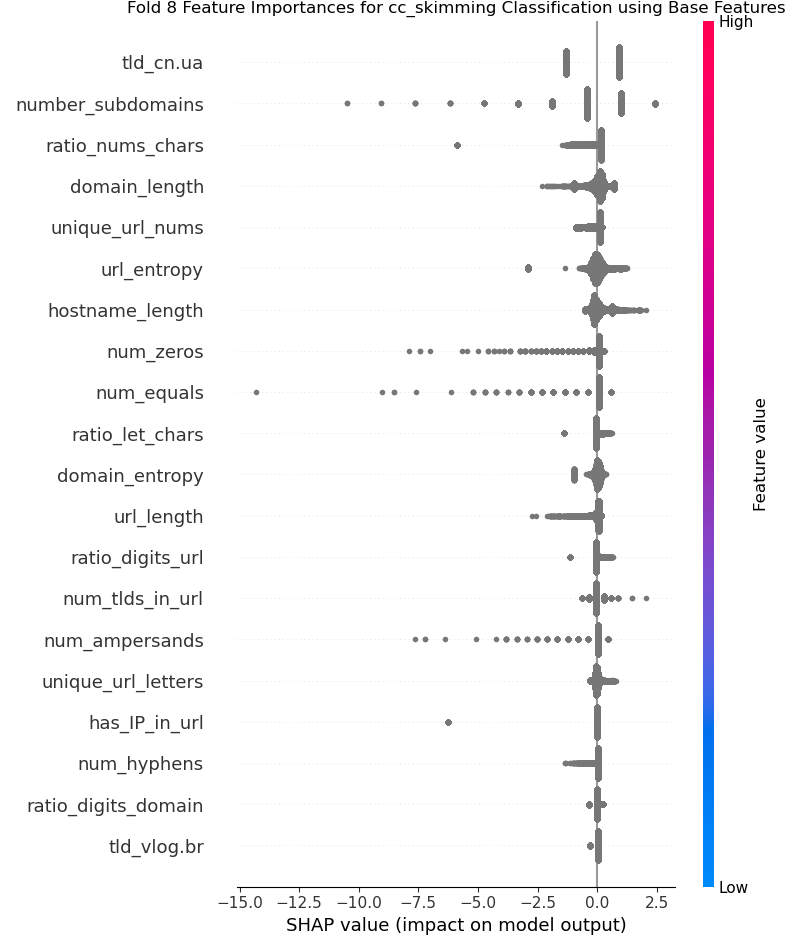 Fold 8 Feature Importances for cc_skimming Classification using Base Features
High
tld_cn.ua
number_subdomains
ratio_nums_chars
domain_length
unique_url_nums
url_entropy
hostname_length
num_zeros
num_equals
ratio_let_chars
domain_entropy
url_length
ratio_digits_url
num_tlds_in_url
num_ampersands
unique_url_letters
has_IP_in_url
num_hyphens
ratio_digits_domain
tld_vlog.br
Feature value
Low
−15.0 −12.5 −10.0 −7.5 −5.0 −2.5 0.0 2.5
SHAP value (impact on model output)